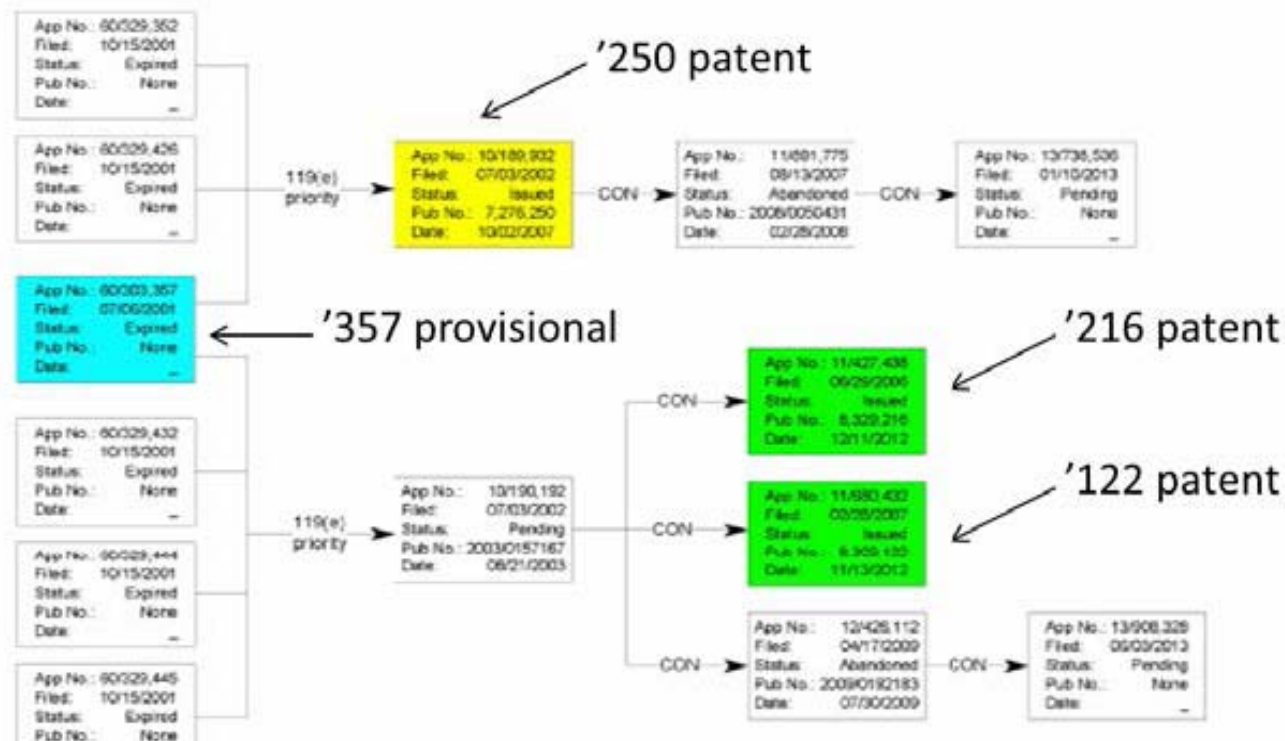 App No.: 60/329,352
Filed: 10/15/2001
Status: Expired
Pub No.: None
Date: _
App No.: 60/329,426
Filed: 10/15/2001
Status: Expired
Pub No.: None
Date: _
App No.: 60/303,357
Filed: 07/06/2001
Status: Expired
Pub No.: None
Date: _
App No.: 60/329,432
Filed: 10/15/2001
Status: Expired
Pub No.: None
Date: _
App No.: 60/329,444
Filed: 10/15/2001
Status: Expired
Pub No.: None
Date: _
App No.: 60/329,445
Filed: 10/15/2001
Status: Expired
Pub No.: None
119(e)
priority
'250 patent
App No.: 10/189,932
Filed: 07/03/2002
Status: Issued
Pub No.: 7,276,250
Date: 10/02/2007
CON
App No.: 11/891,775
Filed: 08/13/2007
Status: Abandoned
Pub No.: 2008/0050431
Date: 02/28/2008
CON
App No.: 13/738,536
Filed: 01/10/2013
Status: Pending
Pub No.: None
Date: _
'357 provisional
119(e)
priority
App No.: 10/190,192
Filed: 07/03/2002
Status: Pending
Pub No.: 2003/0157167
Date: 08/21/2003
CON
'216 patent
App No.: 11/427,438
Filed: 06/29/2006
Status: Issued
Pub No.: 8,329,216
Date: 12/11/2012
CON
'122 patent
Filed: 02/28/2007
Status: Issued
Pub No.: 8,309,122
Date: 11/13/2012
CON
App No.: 12/426,112
Filed: 04/17/2009
Status: Abandoned
Pub No.: 2009/0192183
Date: 07/30/2009
CON
App No.: 13/908,328
Filed:
Status: Pending
Pub No.: None
Date: _